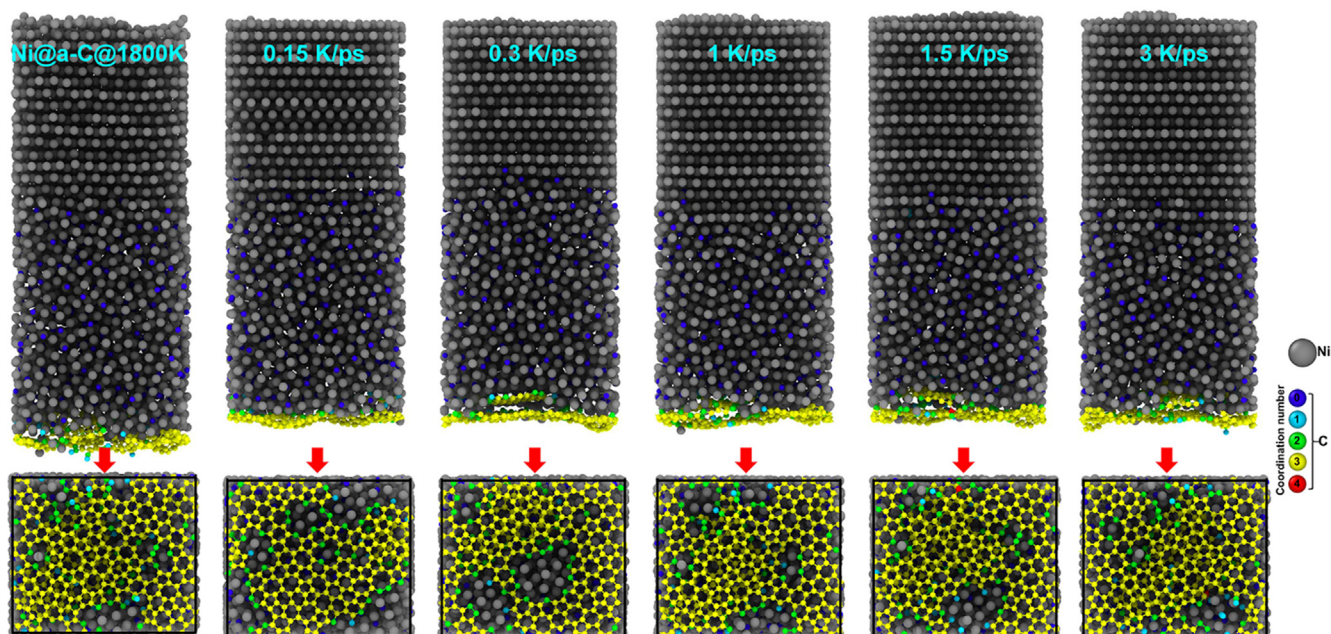 Ni@a-C@1800K
0.15 K/ps
0.3 K/ps
1 K/ps
1.5 K/ps
3 K/ps
Ni
Coordination number
0
1
2
3
4
C